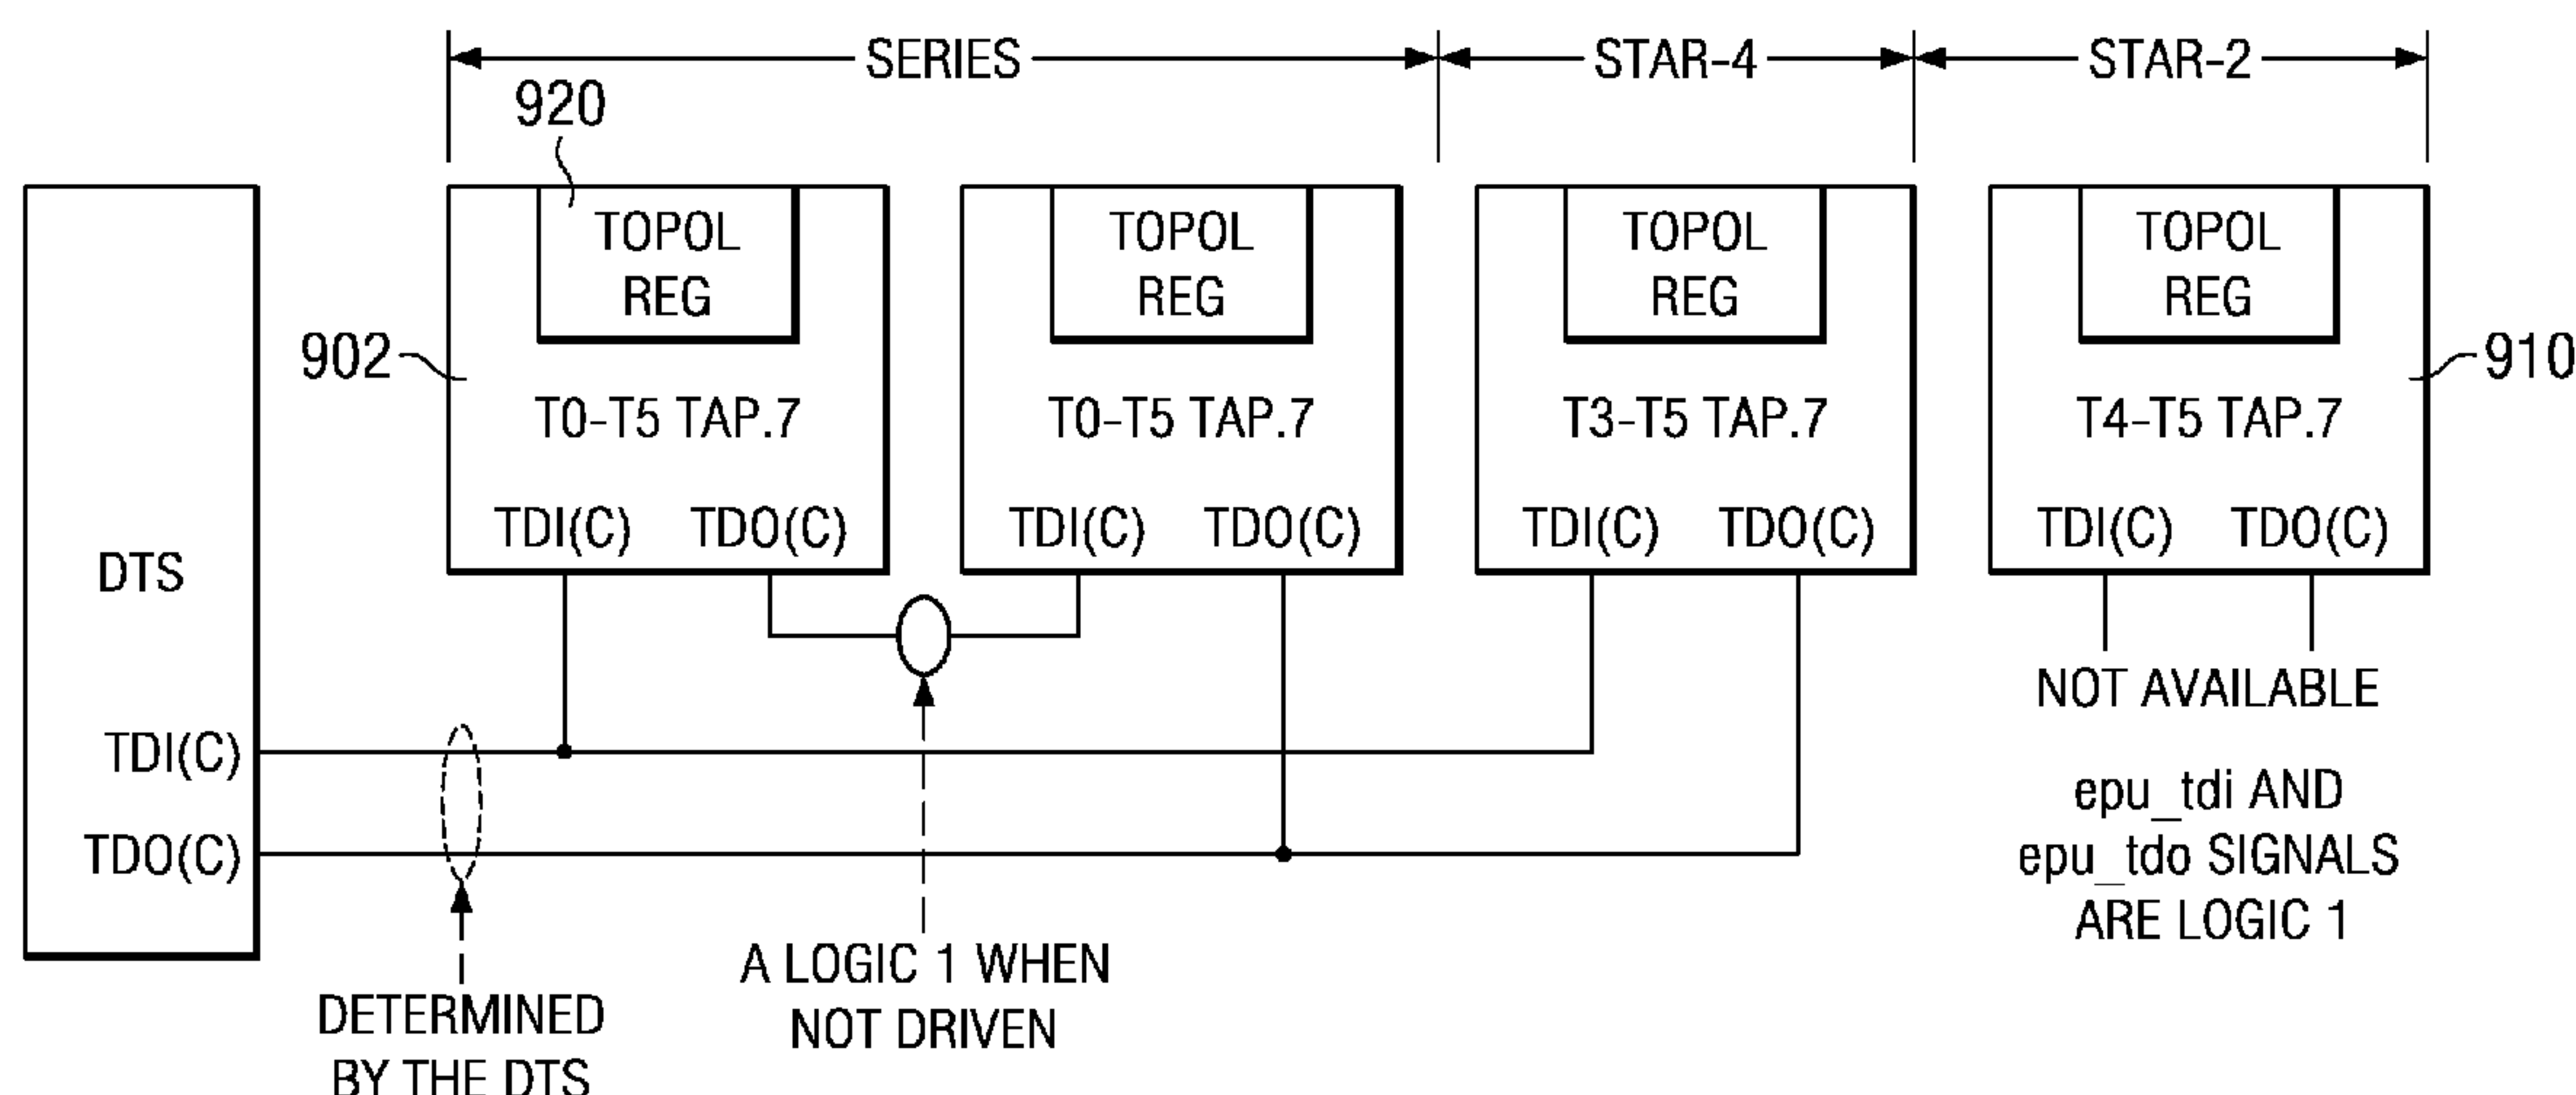 SERIES
STAR-4
STAR-2
920
TOPOL
REG
TOPOL
REG
TOPOL
REG
TOPOL
REG
902
910
T0-T5 TAP.7
T0-T5 TAP.7
T3-T5 TAP.7
T4-T5 TAP.7
TDI(C) TDO(C)
TDI(C) TDO(C)
TDI(C) TDO(C)
TDI(C) TDO(C)
DTS
TDI(C)
TDO(C)
NOT AVAILABLE
epu_tdi AND
epu_tdo SIGNALS
ARE LOGIC 1
A LOGIC 1 WHEN
NOT DRIVEN
DETERMINED
BY THE DTS